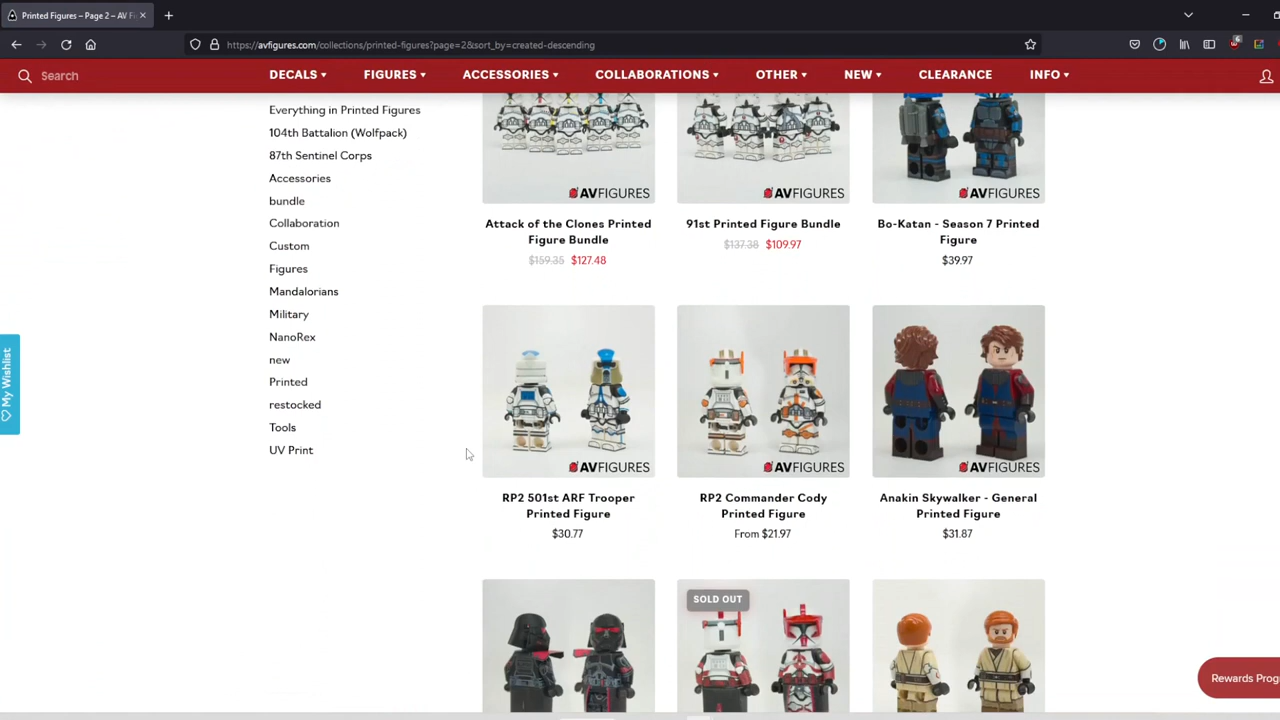 Printed Figures – Page 2 – AV Fi
https://avfigures.com/collections/printed-figures?page=2&sort_by=created-descending
6
Search
DECALS
FIGURES
ACCESSORIES
COLLABORATIONS
OTHER
NEW
CLEARANCE
INFO
Everything in Printed Figures
104th Battalion (Wolfpack)
87th Sentinel Corps
Accessories
bundle
Collaboration
Custom
Figures
Mandalorians
Military
NanoRex
new
Printed
restocked
Tools
UV Print
My Wishlist
AVFIGURES
AVFIGURES
AVFIGURES
Attack of the Clones Printed
Figure Bundle
$159.35 $127.48
91st Printed Figure Bundle
$137.38 $109.97
Bo-Katan - Season 7 Printed
Figure
$39.97
AVFIGURES
AVFIGURES
AVFIGURES
RP2 501st ARF Trooper
Printed Figure
$30.77
RP2 Commander Cody
Printed Figure
From $21.97
Anakin Skywalker - General
Printed Figure
$31.87
SOLD OUT
Rewards Prog